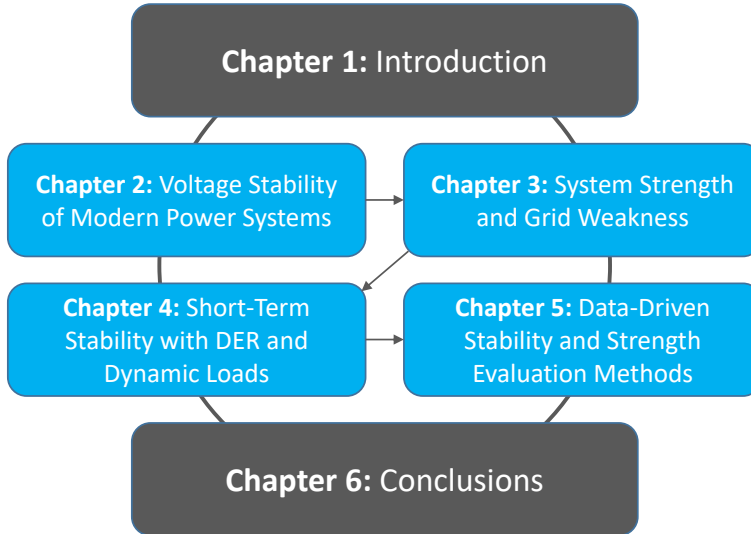 Chapter 1: Introduction
Chapter 2: Voltage Stability
of Modern Power Systems
Chapter 3: System Strength
and Grid Weakness
Chapter 4: Short-Term
Stability with DER and
Dynamic Loads
Chapter 5: Data-Driven
Stability and Strength
Evaluation Methods
Chapter 6: Conclusions